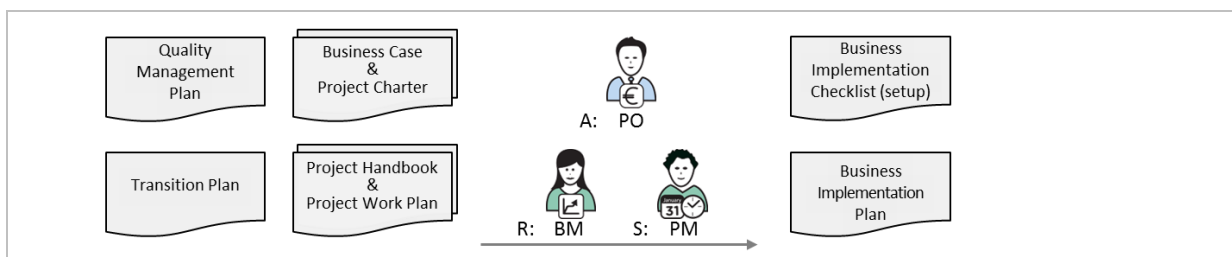 Quality
Management
Plan
Business Case
&
Project Charter
€
A: PO
Business
Implementation
Checklist (setup)
Transition Plan
Project Handbook
&
Project Work Plan
January
31
R: BM
S: PM
Business
Implementation
Plan